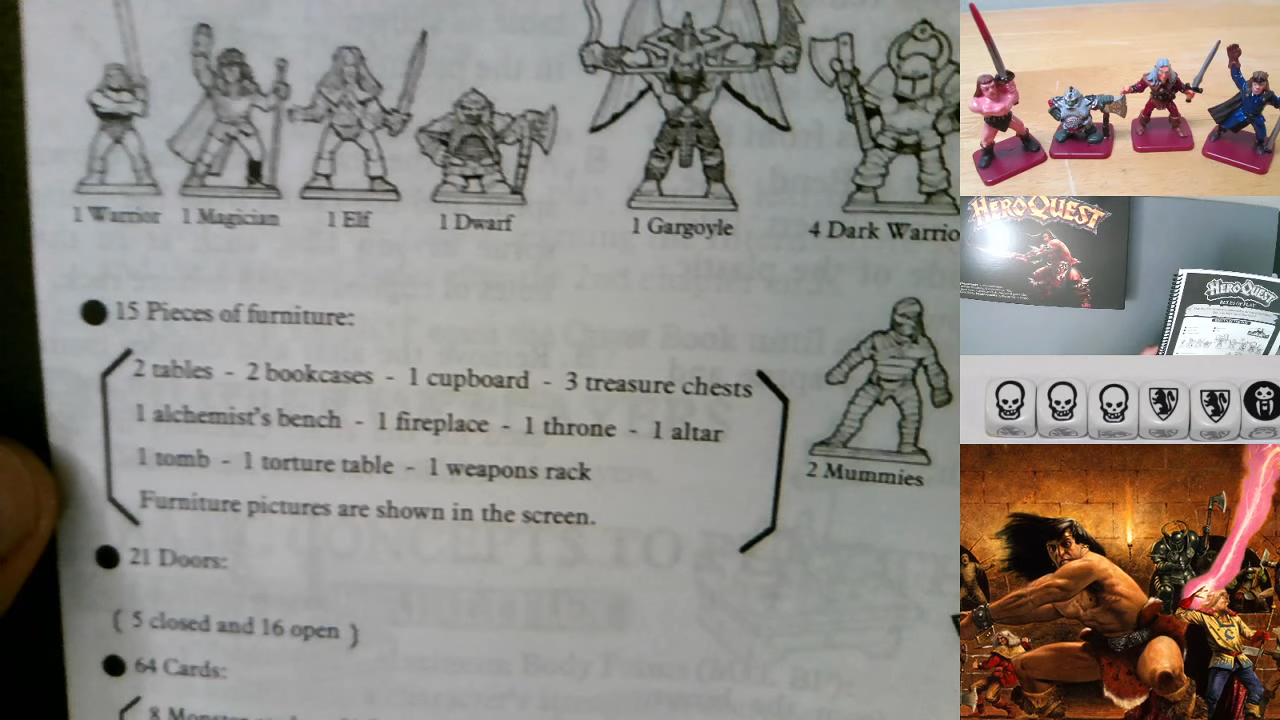 1 Warrior 1 Magician 1 Elf 1 Dwarf 1 Gargoyle 4 Dark Warrio
● 15 Pieces of furniture:
2 tables - 2 bookcases - 1 cupboard - 3 treasure chests
1 alchemist's bench - 1 fireplace - 1 throne - 1 altar
1 tomb - 1 torture table - 1 weapons rack
Furniture pictures are shown in the screen.
2 Mummies
● 21 Doors:
( 5 closed and 16 open )
● 64 Cards:
8 Mons
HEROQUEST
HEROQUEST